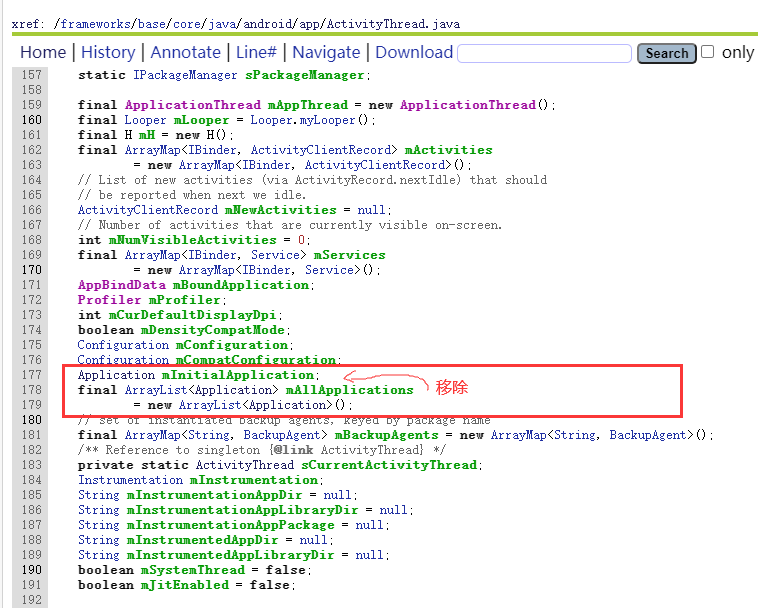 xref: /frameworks/base/core/java/android/app/ActivityThread.java
Home | History | Annotate | Line# | Navigate | Download Search only
157 static IPackageManager sPackageManager;
158
159 final ApplicationThread mAppThread = new ApplicationThread();
160 final Looper mLooper = Looper.myLooper();
161 final H mH = new H();
162 final ArrayMap<IBinder, ActivityClientRecord> mActivities
163 = new ArrayMap<IBinder, ActivityClientRecord>();
164 // List of new activities (via ActivityRecord.nextIdle) that should
165 // be reported when next we idle.
166 ActivityClientRecord mNewActivities = null;
167 // Number of activities that are currently visible on-screen.
168 int mNumVisibleActivities = 0;
169 final ArrayMap<IBinder, Service> mServices
170 = new ArrayMap<IBinder, Service>();
171 AppBindData mBoundApplication;
172 Profiler mProfiler;
173 int mCurDefaultDisplayDpi;
174 boolean mDensityCompatMode;
175 Configuration mConfiguration;
176 Configuration mCompatConfiguration;
177 Application mInitialApplication;
178 final ArrayList<Application> mAllApplications
移除
179 = new ArrayList<Application>();
180 // set of instantiated backup agents, keyed by package name
181 final ArrayMap<String, BackupAgent> mBackupAgents = new ArrayMap<String, BackupAgent>();
182 /** Reference to singleton {@link ActivityThread} */
183 private static ActivityThread sCurrentActivityThread;
184 Instrumentation mInstrumentation;
185 String mInstrumentationAppDir = null;
186 String mInstrumentationAppLibraryDir = null;
187 String mInstrumentationAppPackage = null;
188 String mInstrumentedAppDir = null;
189 String mInstrumentedAppLibraryDir = null;
190 boolean mSystemThread = false;
191 boolean mJitEnabled = false;
192